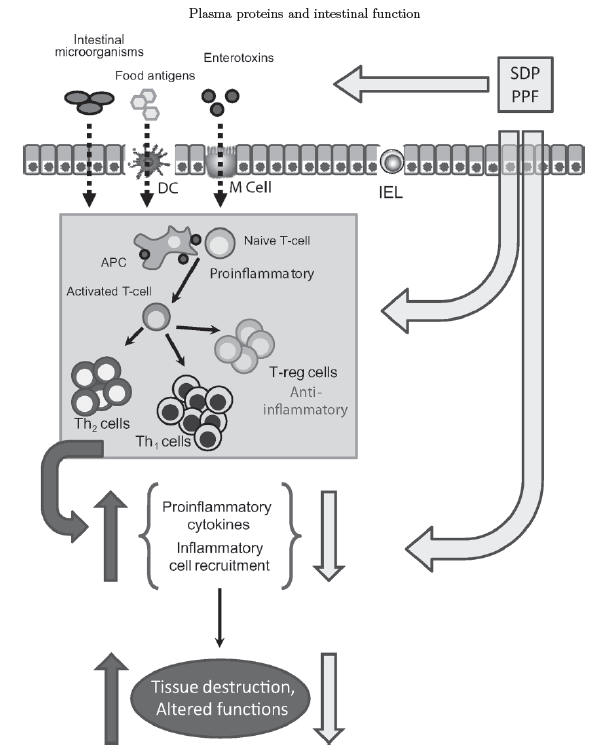 Plasma proteins and intestinal function
Intestinal
microorganisms
Food antigens
Enterotoxins
SDP
PPF
DC
M Cell
IEL
APC
Naive T-cell
Proinflammatory
Activated T-cell
T-reg cells
Anti-
inflammatory
Th2 cells
Th1 cells
Proinflammatory
cytokines
Inflammatory
cell recruitment
Tissue destruction,
Altered functions